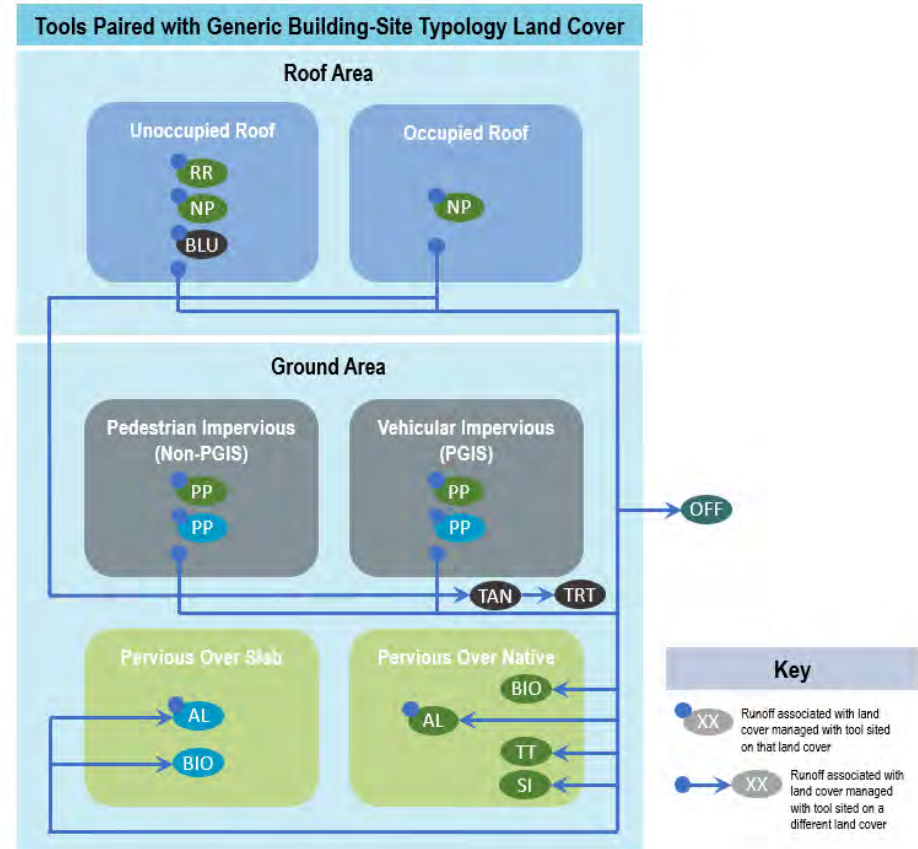 Tools Paired with Generic Building-Site Typology Land Cover
Roof Area
Unoccupied Roof
RR
NP
BLU
Occupied Roof
NP
Ground Area
Pedestrian Impervious
(Non-PGIS)
PP
PP
Vehicular Impervious
(PGIS)
PP
PP
OFF
TAN
TRT
Pervious Over Slab
AL
BIO
Pervious Over Native
BIO
AL
TT
SI
Key
XX
Runoff associated with land
cover managed with tool sited
on that land cover
XX
Runoff associated with
land cover managed
with tool sited on a
different land cover